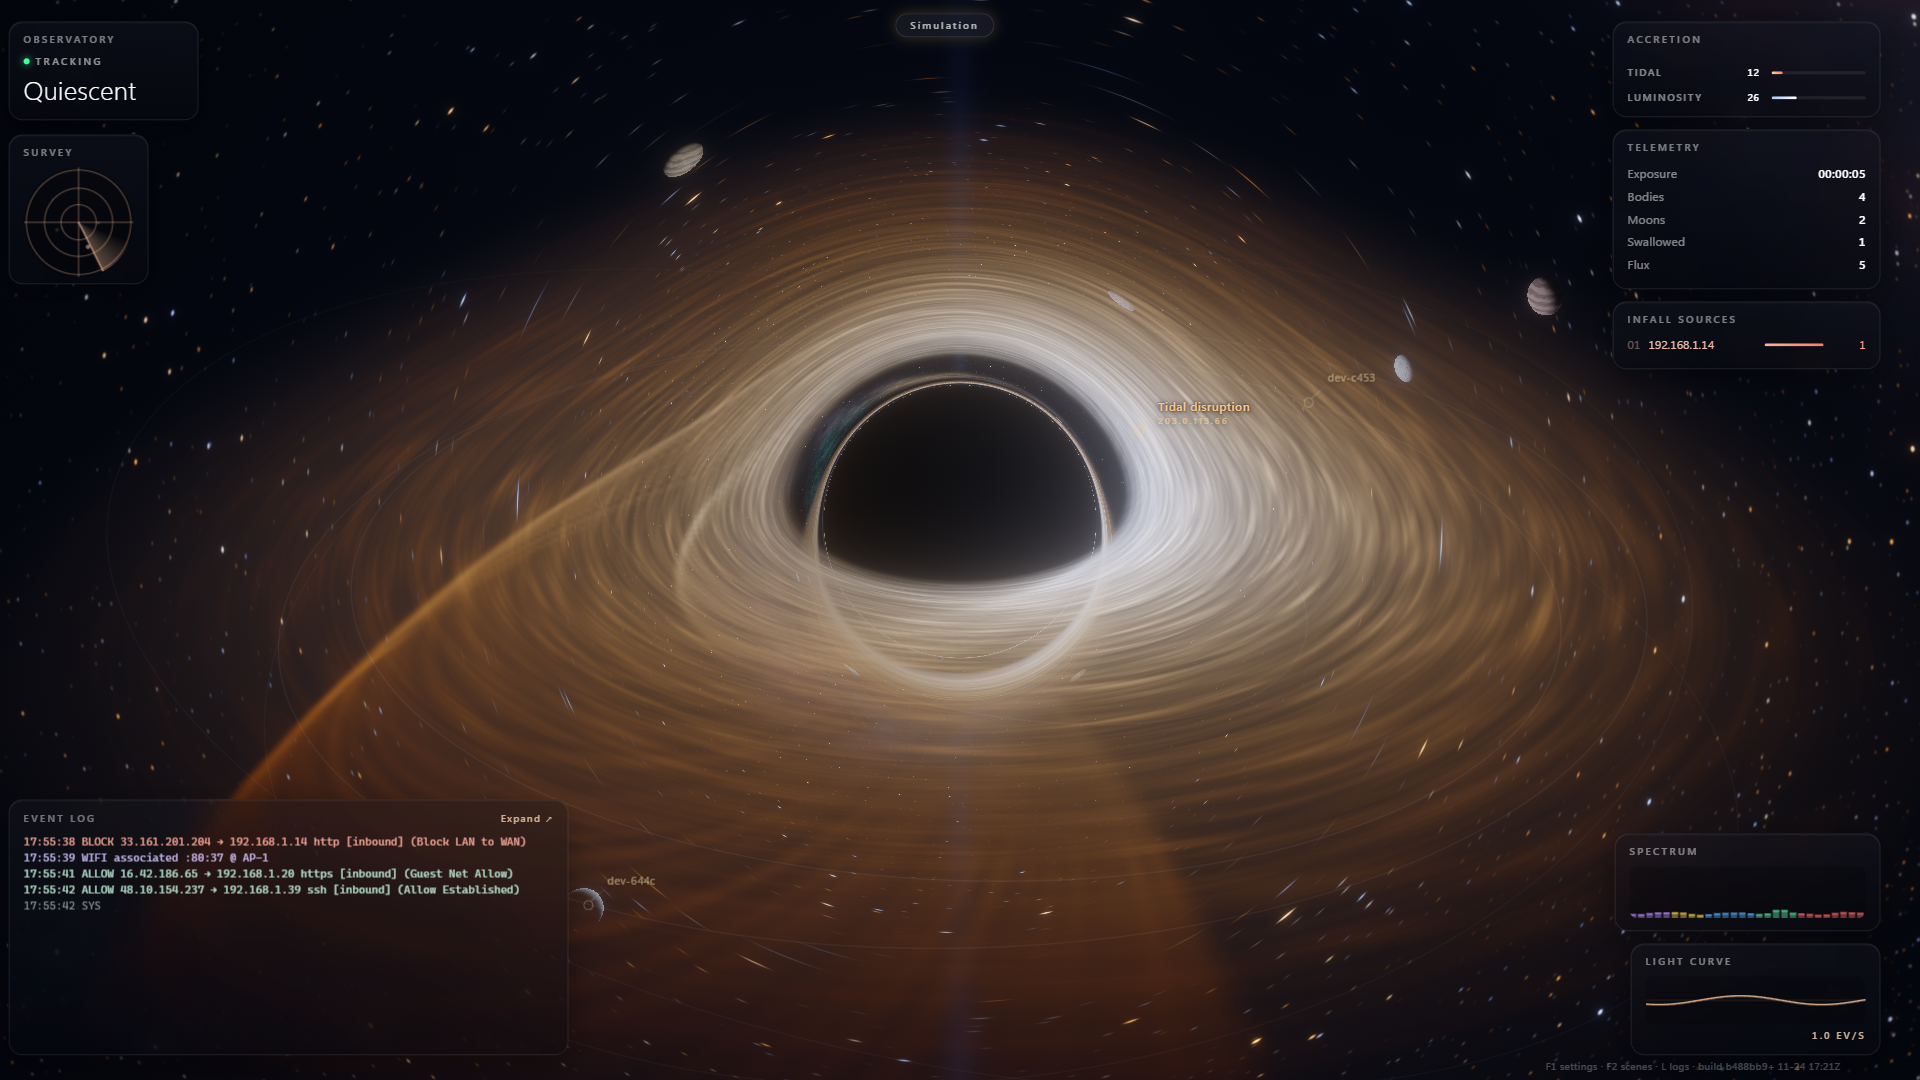 Simulation
OBSERVATORY
TRACKING
Quiescent
SURVEY
ACCRETION
TIDAL 12
LUMINOSITY 26
TELEMETRY
Exposure 00:00:05
Bodies 4
Moons 2
Swallowed 1
Flux 5
INFALL SOURCES
01 192.168.1.14 1
dev-c453
Tidal disruption
203.0.113.66
dev-644c
EVENT LOG Expand ↗
17:55:38 BLOCK 33.161.201.204 → 192.168.1.14 http [inbound] (Block LAN to WAN)
17:55:39 WIFI associated :80:37 @ AP-1
17:55:41 ALLOW 16.42.186.65 → 192.168.1.20 https [inbound] (Guest Net Allow)
17:55:42 ALLOW 48.10.154.237 → 192.168.1.39 ssh [inbound] (Allow Established)
17:55:42 SYS
SPECTRUM
LIGHT CURVE
1.0 EV/S
F1 settings · F2 scenes · L logs · build b488bb9+ 11-24 17:21Z